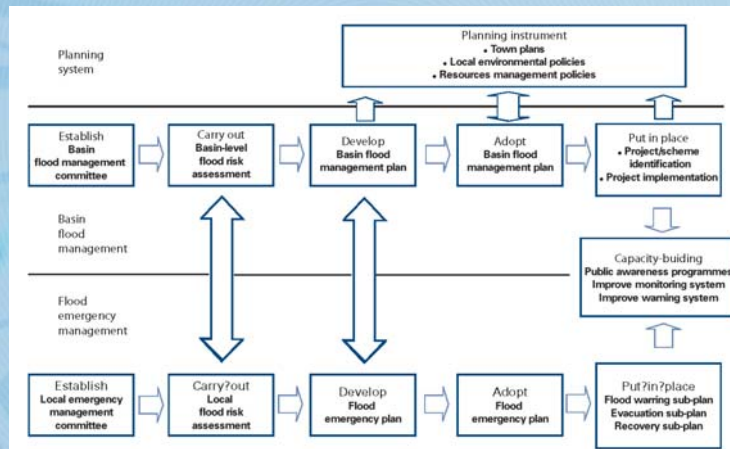 Planning
system
Planning instrument
• Town plans
• Local environmental policies
• Resources management policies
Establish
Basin
flood management
committee
Carry out
Basin-level
flood risk
assessment
Develop
Basin flood
management plan
Adopt
Basin flood
management plan
Put in place
• Project/scheme
identification
• Project implementation
Basin
flood
management
Capacity-buiding
Public awareness programmes
Improve monitoring system
Improve warning system
Flood
emergency
management
Establish
Local emergency
management
committee
Carry?out
Local
flood risk
assessment
Develop
Flood
emergency plan
Adopt
Flood
emergency plan
Put?in?place
Flood warring sub-plan
Evacuation sub-plan
Recovery sub-plan